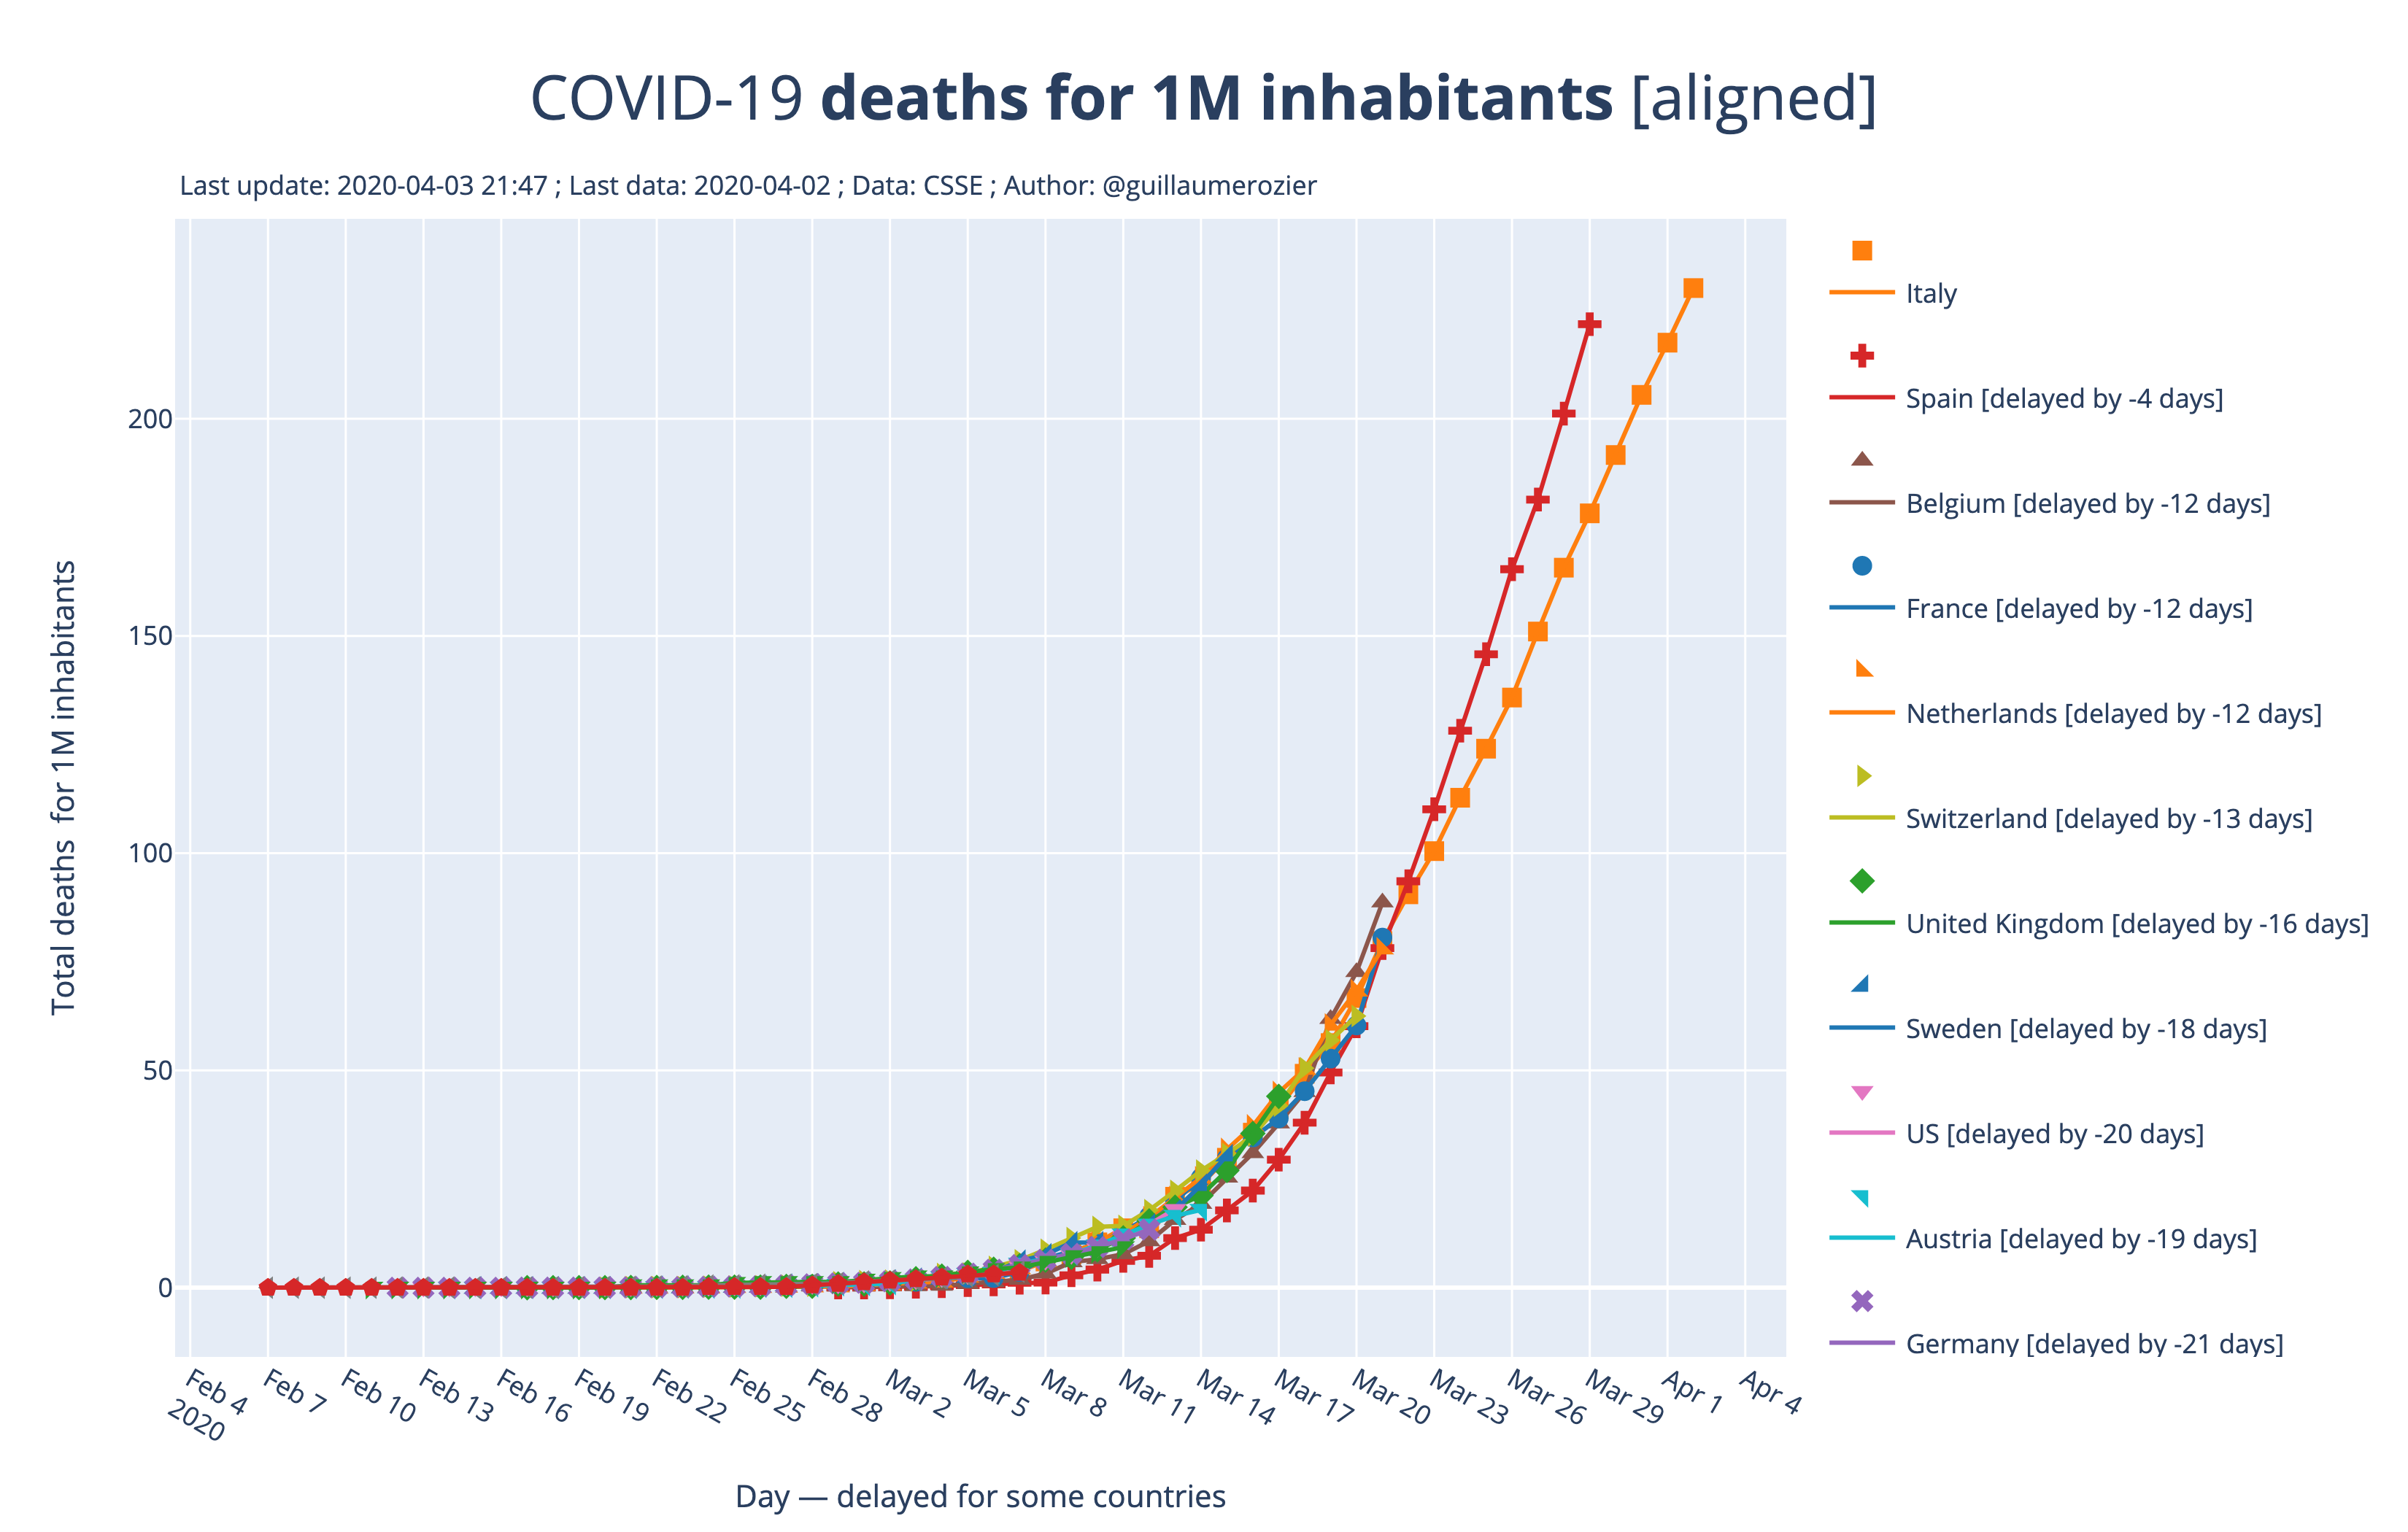 COVID-19 deaths for 1M inhabitants [aligned]
Last update: 2020-04-03 21:47 ; Last data: 2020-04-02 ; Data: CSSE ; Author: @guillaumerozier
Total deaths for 1M inhabitants
200
150
100
50
0
Feb 4
2020
Feb 7
Feb 10
Feb 13
Feb 16
Feb 19
Feb 22
Feb 25
Feb 28
Mar 2
Mar 5
Mar 8
Mar 11
Mar 14
Mar 17
Mar 20
Mar 23
Mar 26
Mar 29
Apr 1
Apr 4
Day — delayed for some countries
Italy
Spain [delayed by -4 days]
Belgium [delayed by -12 days]
France [delayed by -12 days]
Netherlands [delayed by -12 days]
Switzerland [delayed by -13 days]
United Kingdom [delayed by -16 days]
Sweden [delayed by -18 days]
US [delayed by -20 days]
Austria [delayed by -19 days]
Germany [delayed by -21 days]